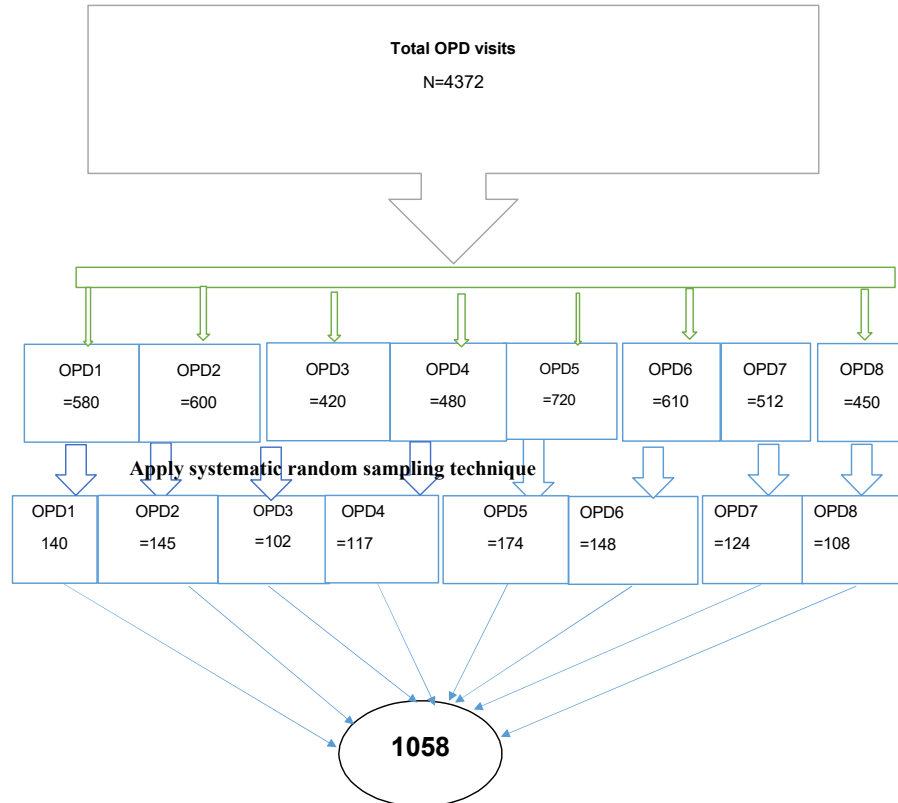 Total OPD visits
N=4372
OPD1
=580
OPD2
=600
OPD3
=420
OPD4
=480
OPD5
=720
OPD6
=610
OPD7
=512
OPD8
=450
Apply systematic random sampling technique
OPD1
140
OPD2
=145
OPD3
=102
OPD4
=117
OPD5
=174
OPD6
=148
OPD7
=124
OPD8
=108
1058